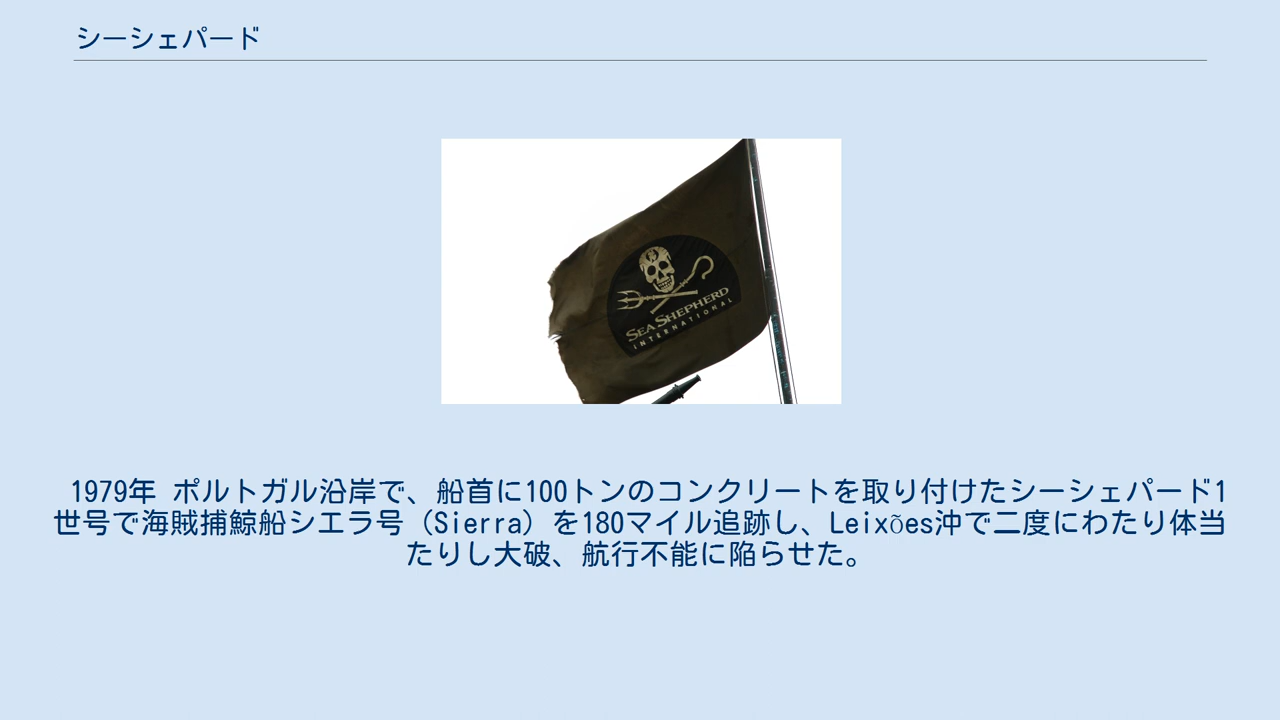 シーシェパード
SEA SHEPHERD
INTERNATIONAL
1979年 ポルトガル沿岸で、船首に100トンのコンクリートを取り付けたシーシェパード1
世号で海賊捕鯨船シエラ号（Sierra）を180マイル追跡し、Leixões沖で二度にわたり体当
たりし大破、航行不能に陥らせた。